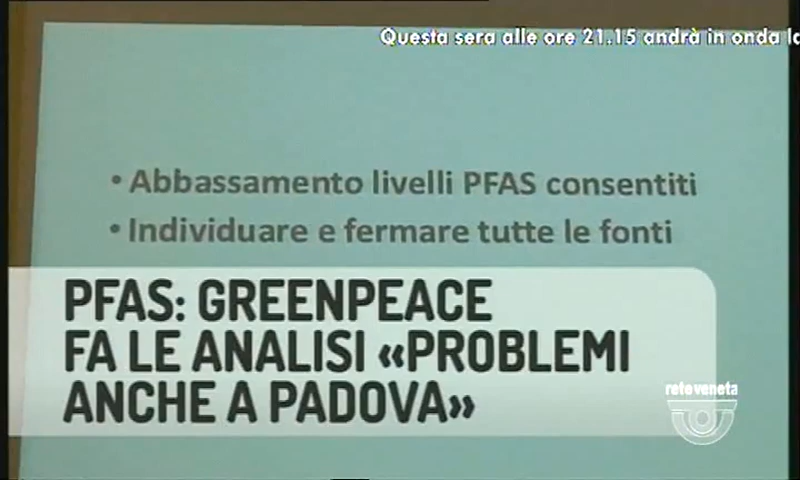 Questa sera alle ore 21.15 andrà in onda
• Abbassamento livelli PFAS consentiti
• Individuare e fermare tutte le fonti
PFAS: GREENPEACE
FA LE ANALISI «PROBLEMI
ANCHE A PADOVA»
reteveneta